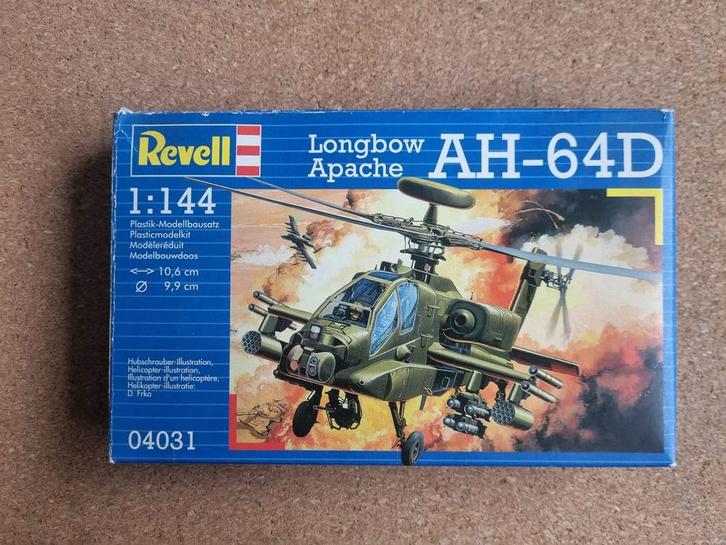 Revell
Longbow
Apache
AH-64D
1:144
Plastik-Modellbausatz
Plasticmodelkit
Modèleréduit
Modelbouwdoos
<--> 10,6 cm
Ø 9,9 cm
Hubschrauber-Illustration,
Helicopter-illustration,
Illustration d'un helicoptère,
Helikopter-illustratie:
D. Frka
04031